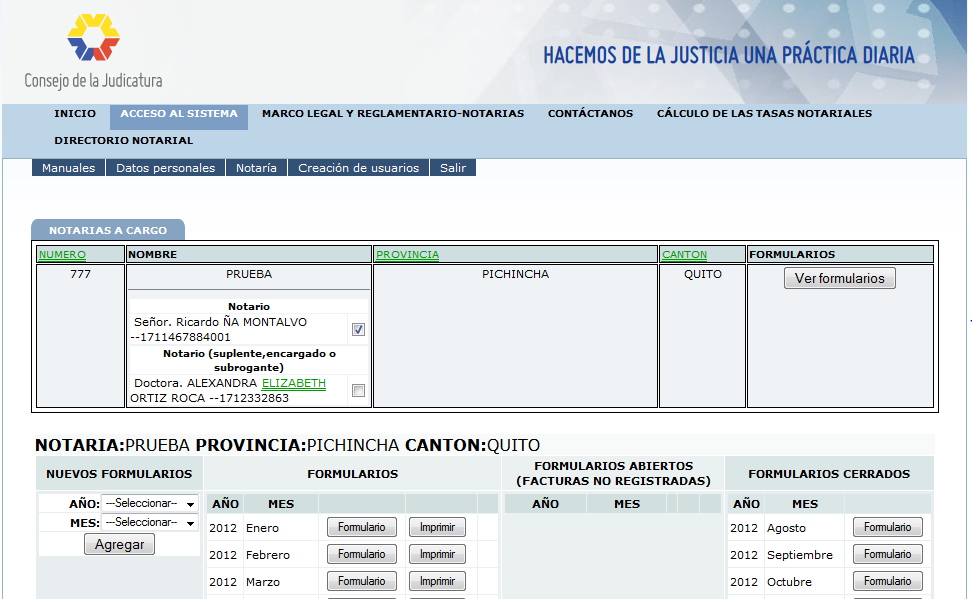 Consejo de la Judicatura
HACEMOS DE LA JUSTICIA UNA PRÁCTICA DIARIA
INICIO ACCESO AL SISTEMA MARCO LEGAL Y REGLAMENTARIO-NOTARIAS CONTÁCTANOS CÁLCULO DE LAS TASAS NOTARIALES
DIRECTORIO NOTARIAL
Manuales Datos personales Notaría Creación de usuarios Salir
NOTARIAS A CARGO
NUMERO NOMBRE PROVINCIA CANTON FORMULARIOS
777 PRUEBA PICHINCHA QUITO Ver formularios
Notario
Señor. Ricardo ÑA MONTALVO
--1711467884001
Notario (suplente,encargado o
subrogante)
Doctora. ALEXANDRA ELIZABETH
ORTIZ ROCA --1712332863
NOTARIA:PRUEBA PROVINCIA:PICHINCHA CANTON:QUITO
NUEVOS FORMULARIOS FORMULARIOS FORMULARIOS ABIERTOS
(FACTURAS NO REGISTRADAS) FORMULARIOS CERRADOS
AÑO: --Seleccionar-- AÑO MES AÑO MES AÑO MES
MES: --Seleccionar-- 2012 Enero Formulario Imprimir 2012 Agosto Formulario
Agregar 2012 Febrero Formulario Imprimir 2012 Septiembre Formulario
2012 Marzo Formulario Imprimir 2012 Octubre Formulario